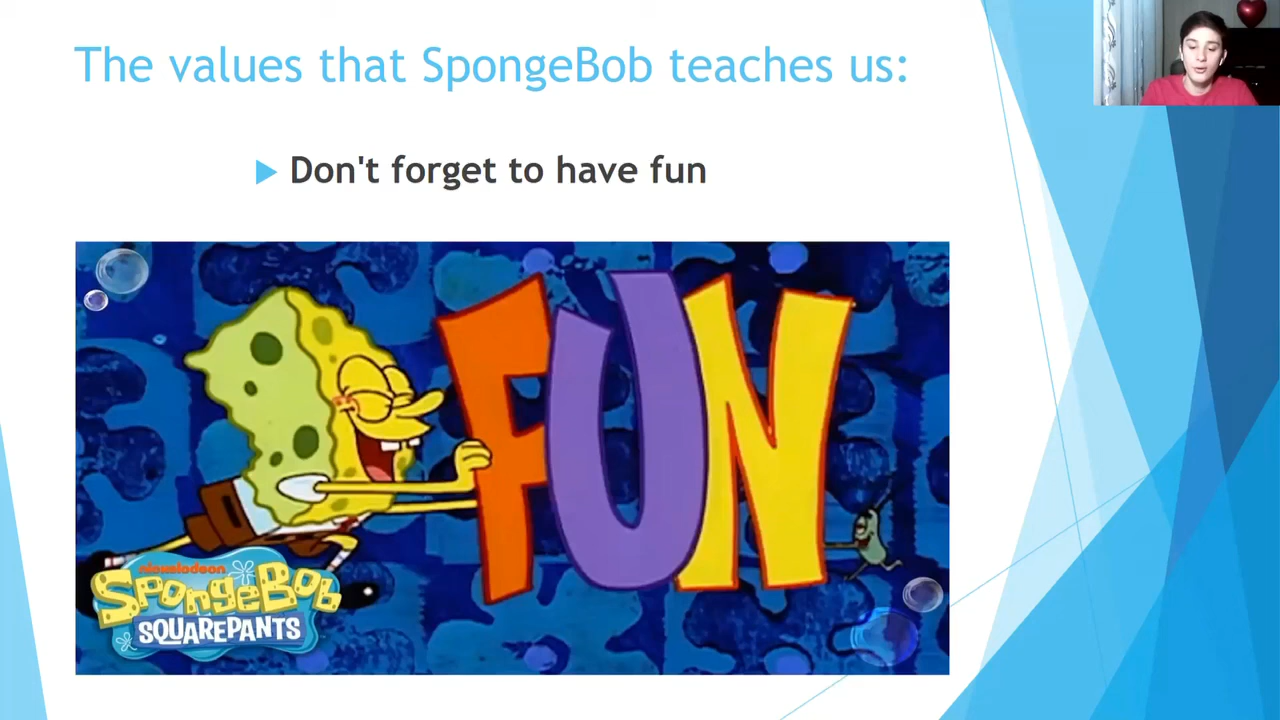 The values that SpongeBob teaches us:
Don't forget to have fun
FUN
nickelodeon
SPONGEBOB
SQUAREPANTS